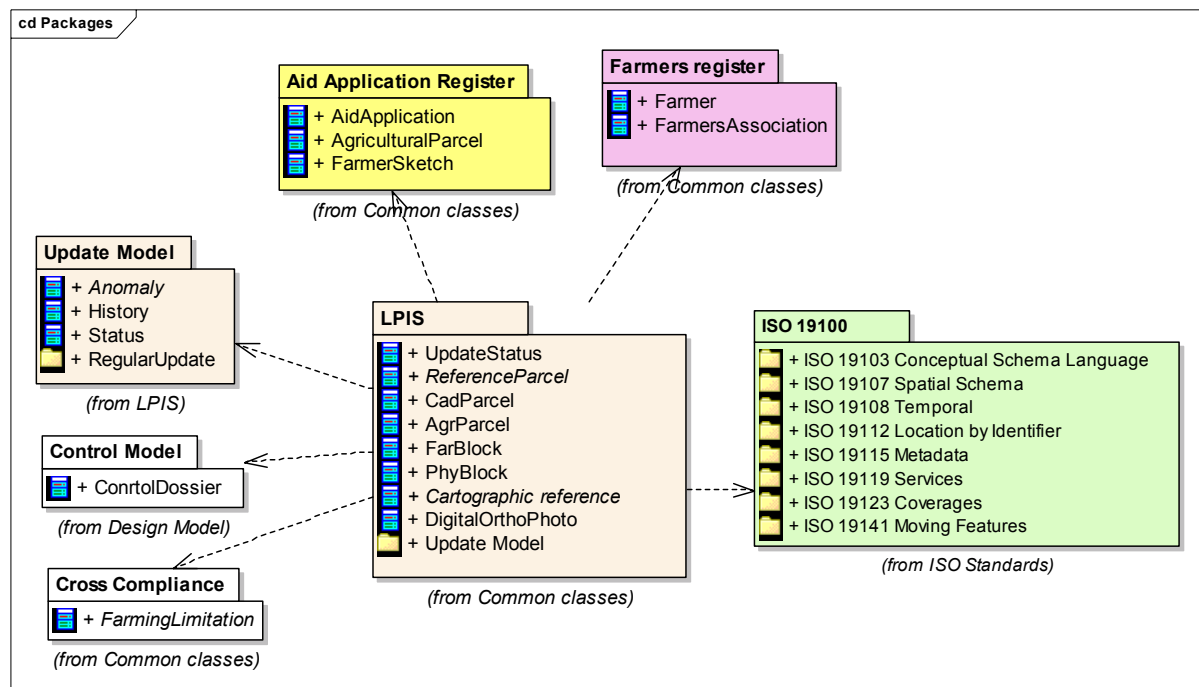 cd Packages
Aid Application Register
+ AidApplication
+ AgriculturalParcel
+ FarmerSketch
(from Common classes)
Farmers register
+ Farmer
+ FarmersAssociation
(from Common classes)
Update Model
+ Anomaly
+ History
+ Status
+ RegularUpdate
(from LPIS)
Control Model
+ ConrtolDossier
(from Design Model)
Cross Compliance
+ FarmingLimitation
(from Common classes)
LPIS
+ UpdateStatus
+ ReferenceParcel
+ CadParcel
+ AgrParcel
+ FarBlock
+ PhyBlock
+ Cartographic reference
+ DigitalOrthoPhoto
+ Update Model
(from Common classes)
ISO 19100
+ ISO 19103 Conceptual Schema Language
+ ISO 19107 Spatial Schema
+ ISO 19108 Temporal
+ ISO 19112 Location by Identifier
+ ISO 19115 Metadata
+ ISO 19119 Services
+ ISO 19123 Coverages
+ ISO 19141 Moving Features
(from ISO Standards)